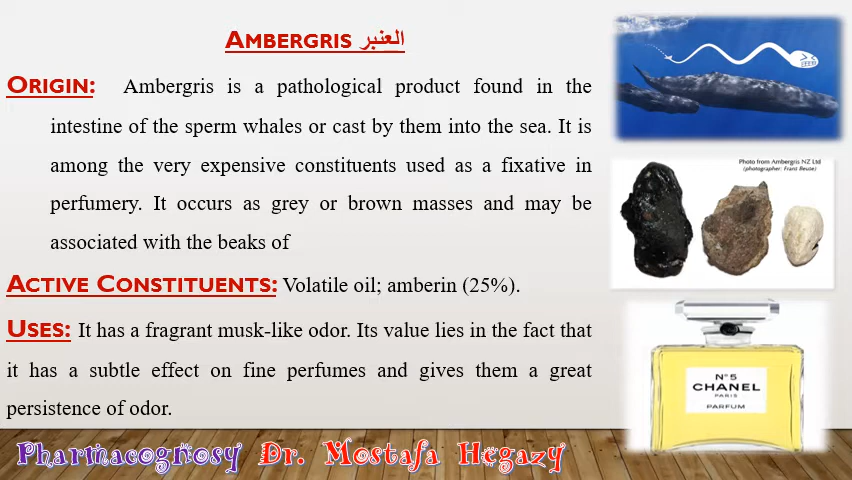 AMBERGRIS العنبر
ORIGIN: Ambergris is a pathological product found in the
intestine of the sperm whales or cast by them into the sea. It is
among the very expensive constituents used as a fixative in
perfumery. It occurs as grey or brown masses and may be
associated with the beaks of
ACTIVE CONSTITUENTS: Volatile oil; amberin (25%).
USES: It has a fragrant musk-like odor. Its value lies in the fact that
it has a subtle effect on fine perfumes and gives them a great
persistence of odor.
Photo from Ambergris NZ Ltd
(photographer: Frani Beute)
N°5
CHANEL
PARIS
PARFUM
Pharmacognosy Dr. Mostafa Hegazy